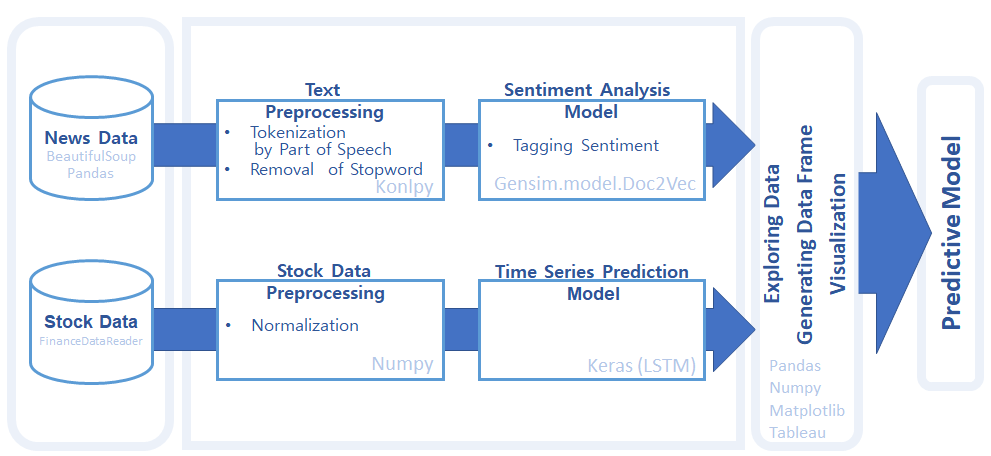 News Data
BeautifulSoup
Pandas
Text
Preprocessing
• Tokenization
by Part of Speech
• Removal of Stopword
Konlpy
Sentiment Analysis
Model
• Tagging Sentiment
Gensim.model.Doc2Vec
Stock Data
FinanceDataReader
Stock Data
Preprocessing
• Normalization
Numpy
Time Series Prediction
Model
Keras (LSTM)
Exploring Data
Generating Data Frame
Visualization
Pandas
Numpy
Matplotlib
Tableau
Predictive Model